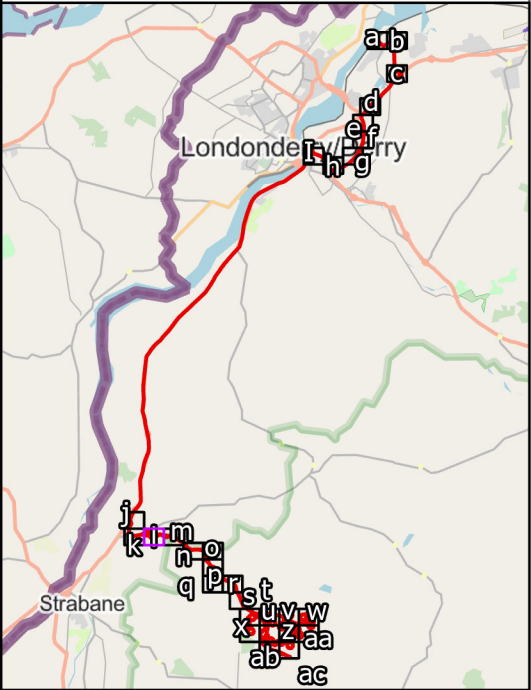 a b
c
d
e
f
Londonderry/Derry
I
h g
j
k l m
n o
p
q r
s t
u v w
x z
aa
ab
ac
Strabane